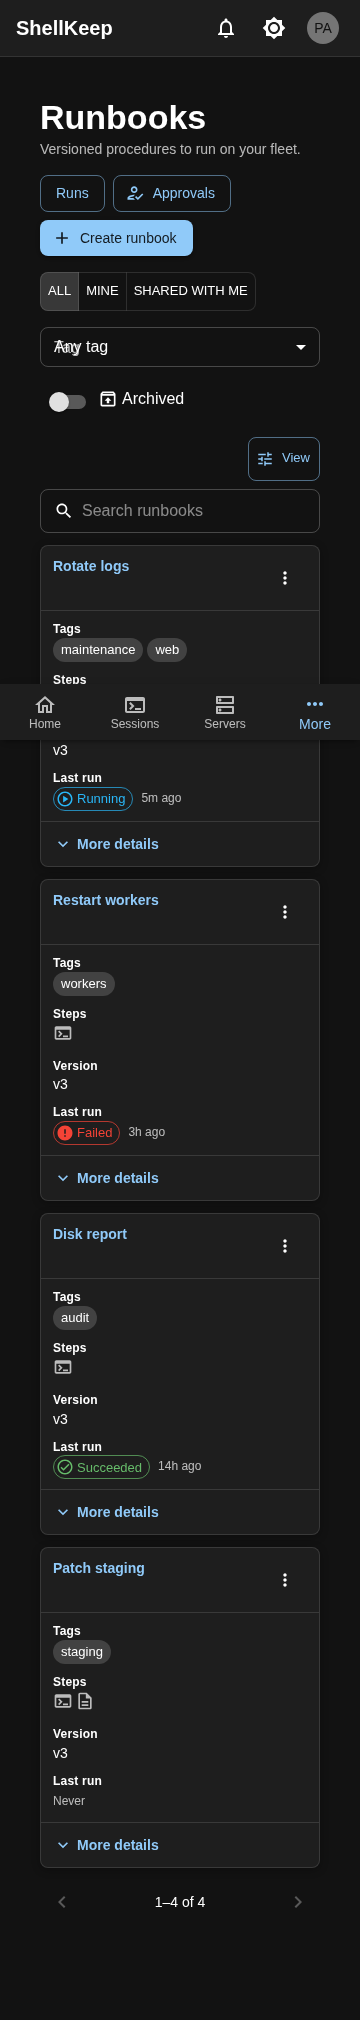 ShellKeep
PA
Runbooks
Versioned procedures to run on your fleet.
Runs
Approvals
Create runbook
ALL
MINE
SHARED WITH ME
Tag
Any tag
Archived
View
Search runbooks
Rotate logs
Tags
maintenance
web
Steps
Home
Sessions
Servers
More
v3
Last run
Running
5m ago
More details
Restart workers
Tags
workers
Steps
Version
v3
Last run
Failed
3h ago
More details
Disk report
Tags
audit
Steps
Version
v3
Last run
Succeeded
14h ago
More details
Patch staging
Tags
staging
Steps
Version
v3
Last run
Never
More details
1–4 of 4